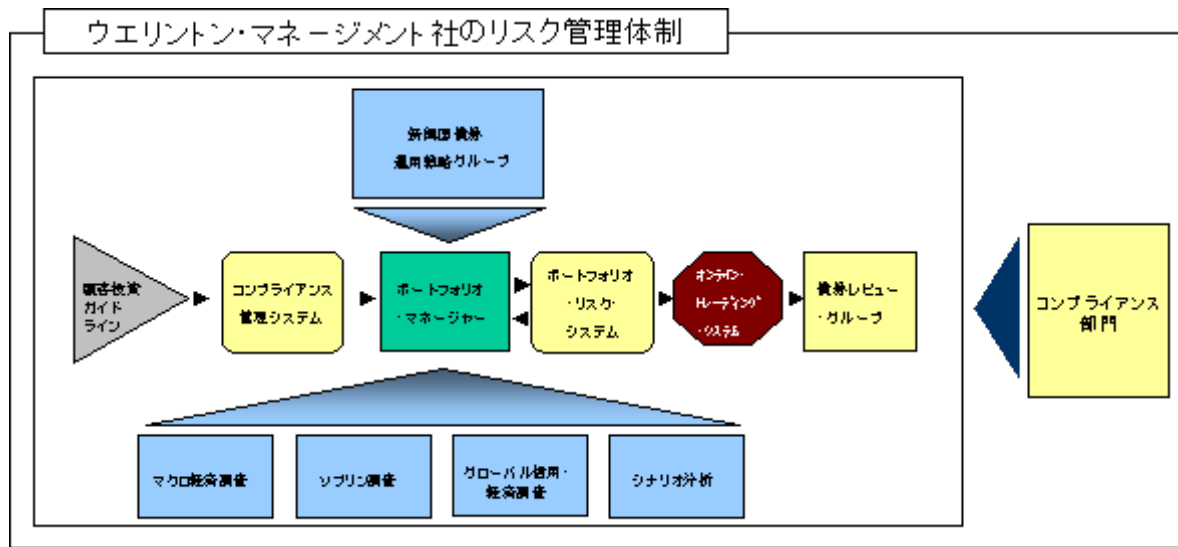 ウエリントン・マネージメント社のリスク管理体制
新興国債券
運用戦略グループ
顧客投資
ガイド
ライン
コンプライアンス
管理システム
ポートフォリオ
・マネージャー
ポートフォリオ
・リスク・
システム
オンライン・
トレーディング
・システム
債券レビュー
・グループ
コンプライアンス
部門
マクロ経済調査
ソブリン調査
グローバル信用・
経済調査
シナリオ分析